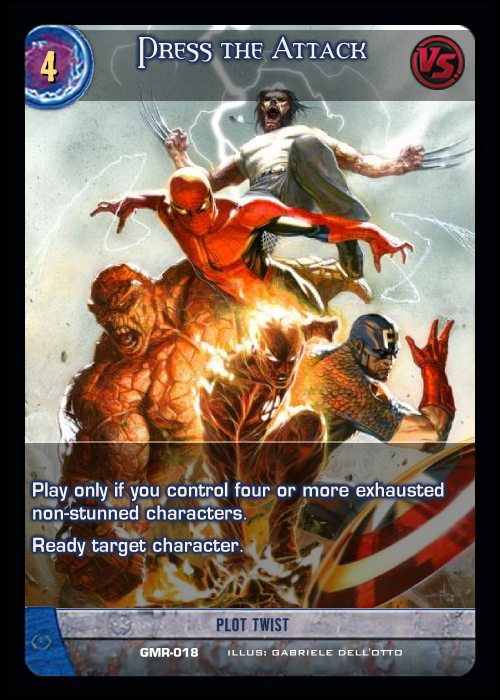 4
Press the Attack
VS
Play only if you control four or more exhausted
non-stunned characters.
Ready target character.
PLOT TWIST
GMR-018 ILLUS: GABRIELE DELL'OTTO